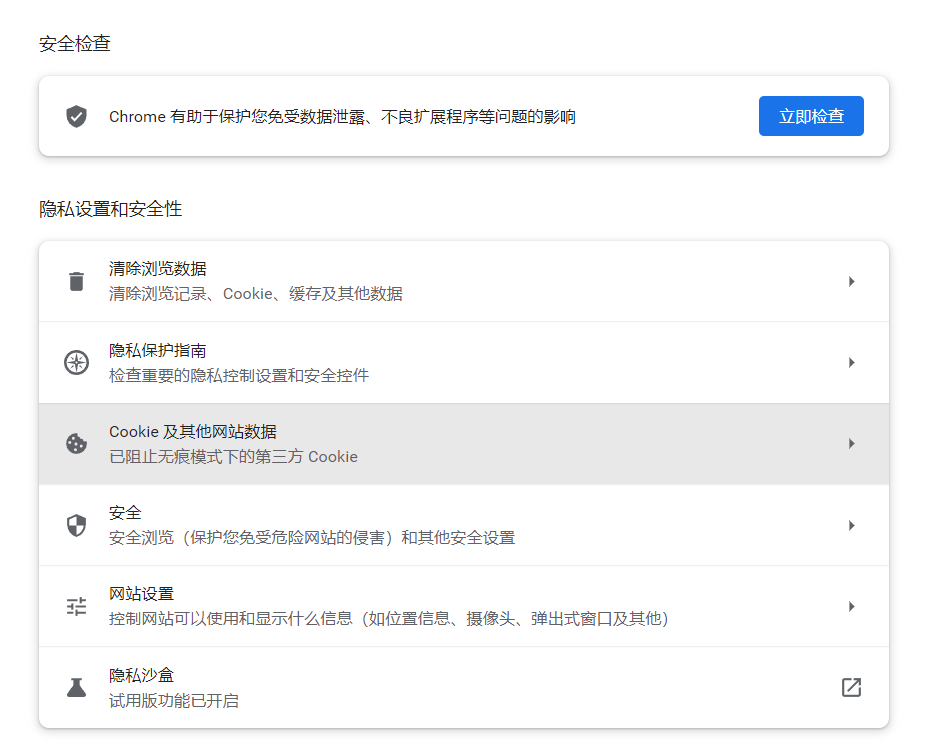 安全检查
Chrome 有助于保护您免受数据泄露、不良扩展程序等问题的影响
立即检查
隐私设置和安全性
清除浏览数据
清除浏览记录、Cookie、缓存及其他数据
隐私保护指南
检查重要的隐私控制设置和安全控件
Cookie 及其他网站数据
已阻止无痕模式下的第三方 Cookie
安全
安全浏览（保护您免受危险网站的侵害）和其他安全设置
网站设置
控制网站可以使用和显示什么信息（如位置信息、摄像头、弹出式窗口及其他）
隐私沙盒
试用版功能已开启